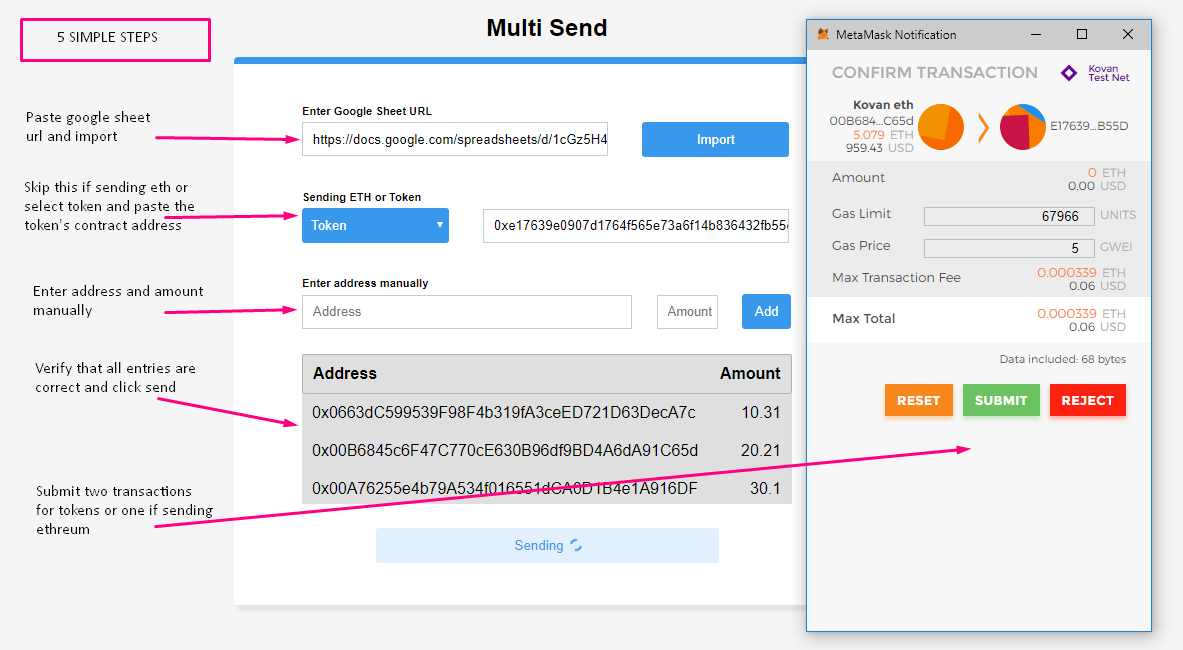 5 SIMPLE STEPS
Multi Send
Paste google sheet
url and import
Enter Google Sheet URL
https://docs.google.com/spreadsheets/d/1cGz5H4
Import
Skip this if sending eth or
select token and paste the
token's contract address
Sending ETH or Token
Token
0xe17639e0907d1764f565e73a6f14b836432fb55
Enter address and amount
manually
Enter address manually
Address
Amount
Add
Verify that all entries are
correct and click send
Address Amount
0x0663dC599539F98F4b319fA3ceED721D63DecA7c 10.31
0x00B6845c6F47C770cE630B96df9BD4A6dA91C65d 20.21
0x00A76255e4b79A534f016551dCA0D1B4e1A916DF 30.1
Submit two transactions
for tokens or one if sending
ethreum
Sending
MetaMask Notification
CONFIRM TRANSACTION
Kovan
Test Net
Kovan eth
00B684...C65d
5.079 ETH
959.43 USD
E17639...B55D
Amount 0 ETH
0.00 USD
Gas Limit 67966 UNITS
Gas Price 5 GWEI
Max Transaction Fee 0.000339 ETH
0.06 USD
Max Total 0.000339 ETH
0.06 USD
Data included: 68 bytes
RESET SUBMIT REJECT